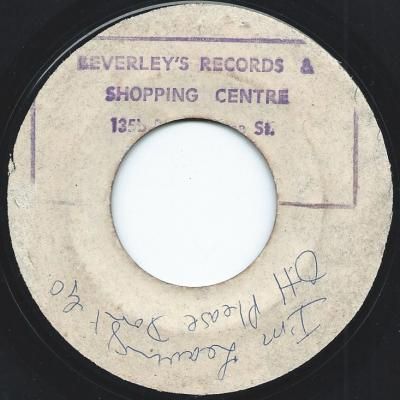 BEVERLEY'S RECORDS &
SHOPPING CENTRE
135b St.
I'm Leaving
OH Please Don't Go